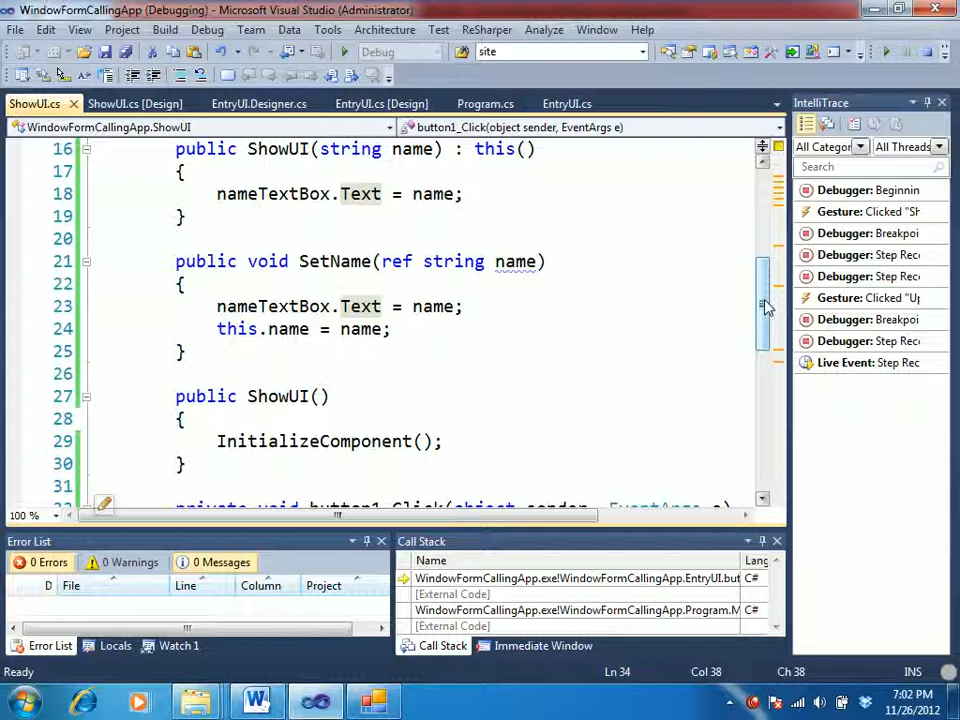 WindowFormCallingApp (Debugging) - Microsoft Visual Studio (Administrator)
File Edit View Project Build Debug Team Data Tools Architecture Test ReSharper Analyze Window Help
Debug site
ShowUI.cs ShowUI.cs [Design] EntryUI.Designer.cs EntryUI.cs [Design] Program.cs EntryUI.cs
IntelliTrace
WindowFormCallingApp.ShowUI button1_Click(object sender, EventArgs e)
All Categor All Threads
Search
16 public ShowUI(string name) : this()
17 {
18 nameTextBox.Text = name;
19 }
20
21 public void SetName(ref string name)
22 {
23 nameTextBox.Text = name;
24 this.name = name;
25 }
26
27 public ShowUI()
28 {
29 InitializeComponent();
30 }
31
private void button1_Click(object sender, EventArgs e)
Debugger: Beginnin
Gesture: Clicked "Sh
Debugger: Breakpoi
Debugger: Step Rec
Debugger: Step Rec
Gesture: Clicked "Up
Debugger: Breakpoi
Debugger: Step Rec
Live Event: Step Rec
100 %
Error List
0 Errors 0 Warnings 0 Messages
D File Line Column Project
Error List Locals Watch 1
Call Stack
Name Lang
WindowFormCallingApp.exe!WindowFormCallingApp.EntryUI.but C#
[External Code]
WindowFormCallingApp.exe!WindowFormCallingApp.Program.M C#
[External Code]
Call Stack Immediate Window
Ready Ln 34 Col 38 Ch 38 INS
7:02 PM
11/26/2012